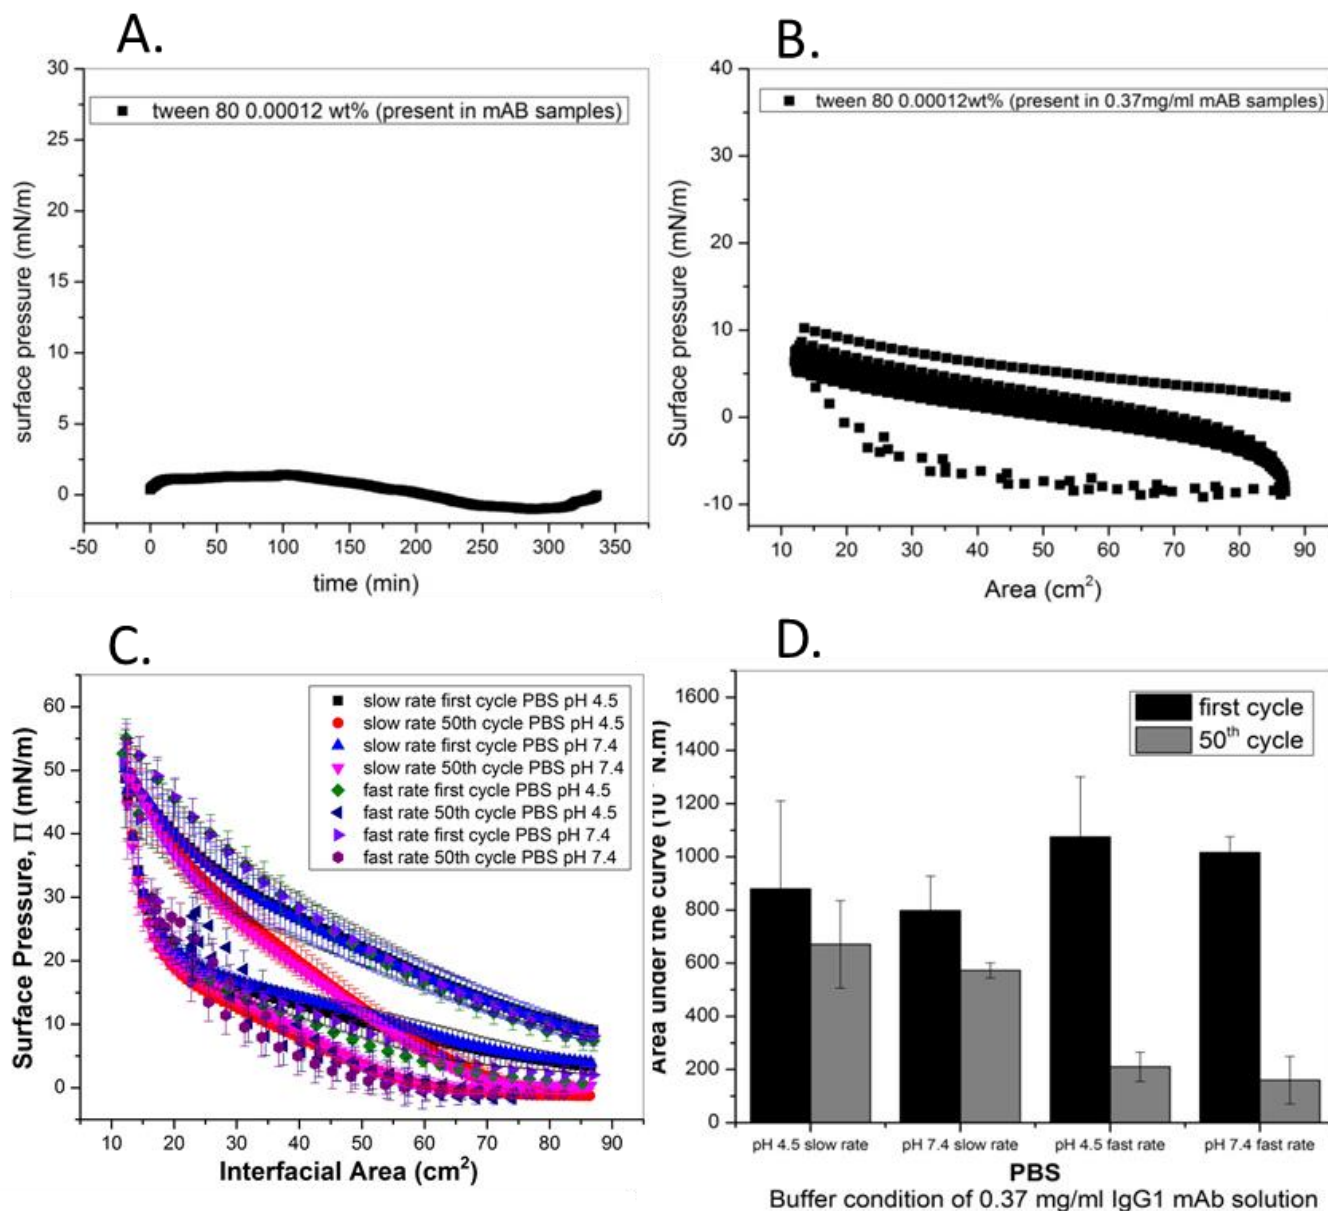 A.
30
25
20
15
10
5
0
-50 0 50 100 150 200 250 300 350
surface pressure (mN/m)
time (min)
tween 80 0.00012 wt% (present in mAB samples)
B.
40
30
20
10
0
-10
10 20 30 40 50 60 70 80 90
Surface pressure (mN/m)
Area (cm²)
tween 80 0.00012wt% (present in 0.37mg/ml mAB samples)
C.
60
50
40
30
20
10
0
10 20 30 40 50 60 70 80 90
Surface Pressure, Π (mN/m)
Interfacial Area (cm²)
slow rate first cycle PBS pH 4.5
slow rate 50th cycle PBS pH 4.5
slow rate first cycle PBS pH 7.4
slow rate 50th cycle PBS pH 7.4
fast rate first cycle PBS pH 4.5
fast rate 50th cycle PBS pH 4.5
fast rate first cycle PBS pH 7.4
fast rate 50th cycle PBS pH 7.4
D.
1600
1400
1200
1000
800
600
400
200
0
Area under the curve (10 N.m)
first cycle
50th cycle
pH 4.5 slow rate pH 7.4 slow rate pH 4.5 fast rate pH 7.4 fast rate
PBS
Buffer condition of 0.37 mg/ml IgG1 mAb solution